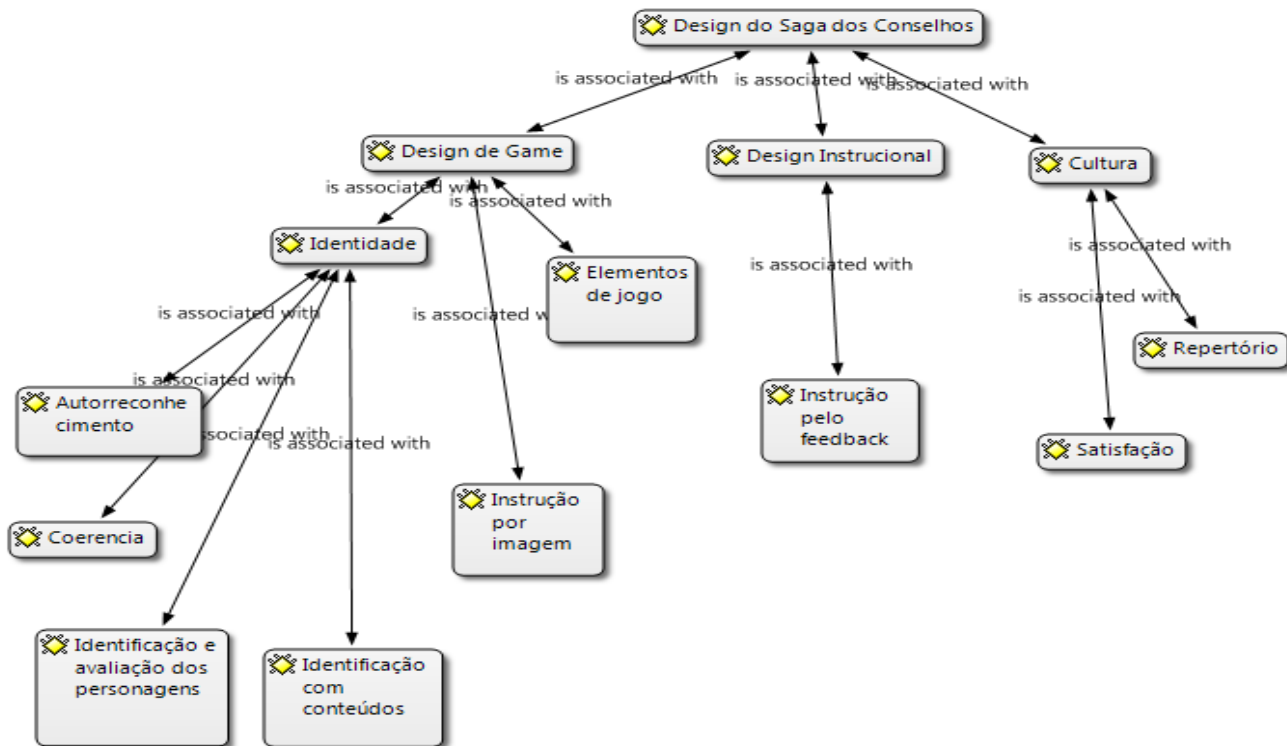 Design do Saga dos Conselhos
is associated with
is associated with
is associated with
Design de Game
Design Instrucional
Cultura
is associated with
is associated with
Identidade
is associated with
Elementos
de jogo
is associated with
is associated with
is associated with
is associated with
Repertório
is associated with
Autorreconhe
cimento
Instrução
pelo
feedback
associated with
is associated with
Satisfação
Instrução
por
imagem
Coerencia
Identificação e
avaliação dos
personagens
Identificação
com
conteúdos